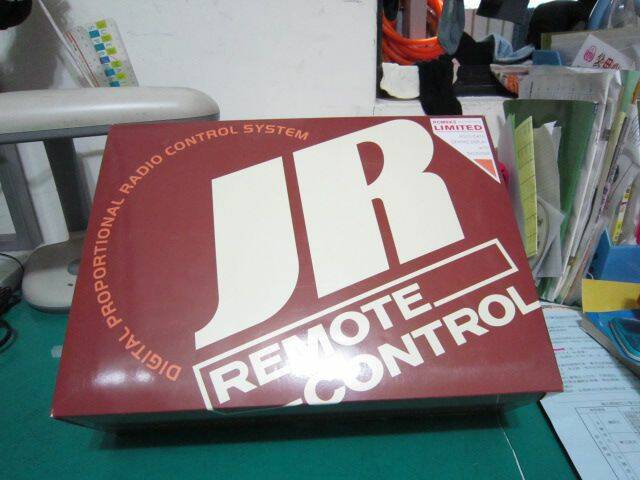 DIGITAL PROPORTIONAL RADIO CONTROL SYSTEM
JR
REMOTE
CONTROL
LIMITED